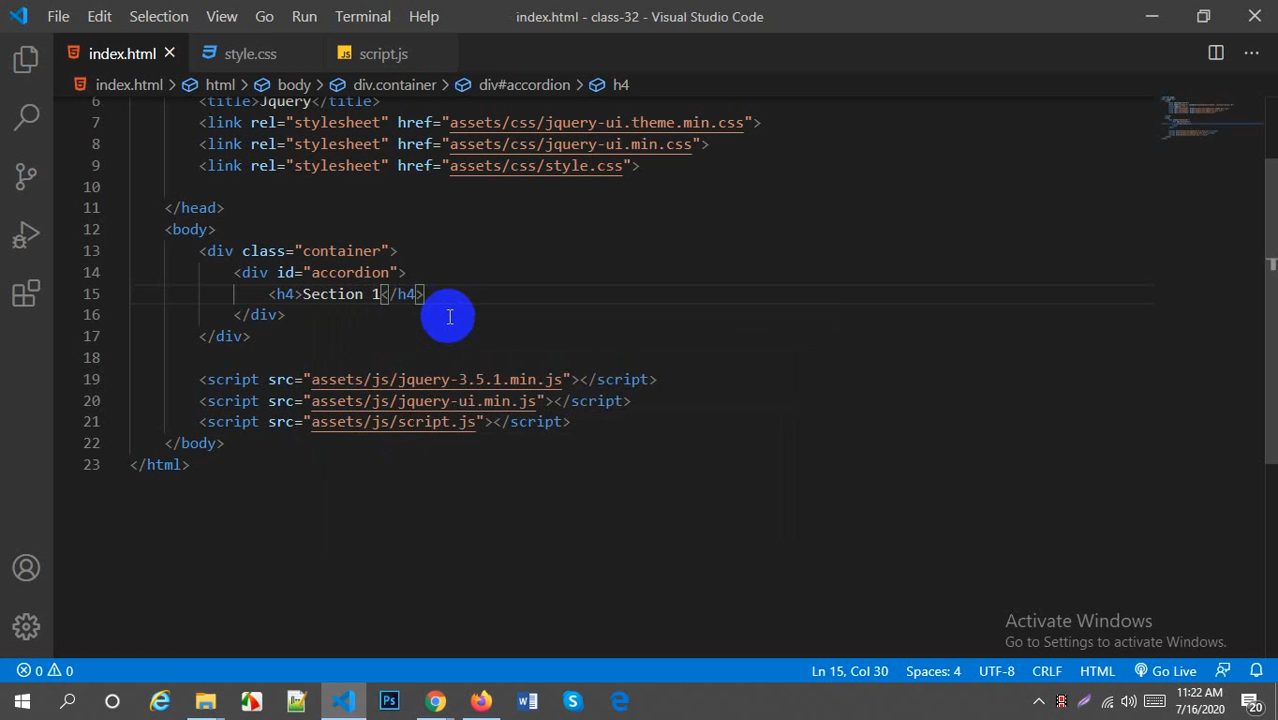 File Edit Selection View Go Run Terminal Help index.html - class-32 - Visual Studio Code
index.html style.css JS script.js
index.html > html > body > div.container > div#accordion > h4
6 <title>Jquery</title>
7 <link rel="stylesheet" href="assets/css/jquery-ui.theme.min.css">
8 <link rel="stylesheet" href="assets/css/jquery-ui.min.css">
9 <link rel="stylesheet" href="assets/css/style.css">
10
11 </head>
12 <body>
13 <div class="container">
14 <div id="accordion">
15 <h4>Section 1</h4>
16 </div>
17 </div>
18
19 <script src="assets/js/jquery-3.5.1.min.js"></script>
20 <script src="assets/js/jquery-ui.min.js"></script>
21 <script src="assets/js/script.js"></script>
22 </body>
23 </html>
Activate Windows
Go to Settings to activate Windows.
0 0 Ln 15, Col 30 Spaces: 4 UTF-8 CRLF HTML Go Live
Ps 11:22 AM
7/16/2020 20